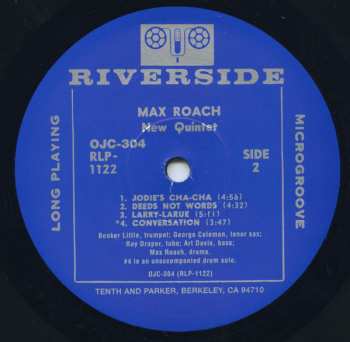 RIVERSIDE
MAX ROACH
New Quintet
OJC-304
RLP-
1122
SIDE
2
LONG PLAYING
MICROGROOVE
1. JODIE'S CHA-CHA (4:56)
2. DEEDS NOT WORDS (4:32)
3. LARRY-LARUE (5:11)
*4. CONVERSATION (3:47)
Booker Little, trumpet; George Coleman, tenor sax;
Ray Draper, tuba; Art Davis, bass;
Max Roach, drums.
#4 is an unaccompanied drum solo.
OJC-304 (RLP-1122)
TENTH AND PARKER, BERKELEY, CA 94710